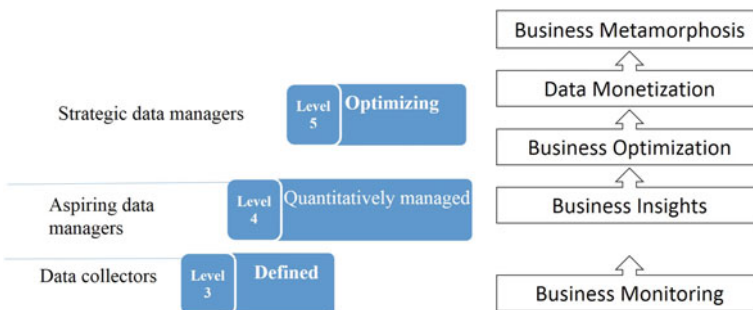 Strategic data managers
Level
5
Optimizing
Aspiring data
managers
Level
4
Quantitatively managed
Data collectors
Level
3
Defined
Business Metamorphosis
Data Monetization
Business Optimization
Business Insights
Business Monitoring